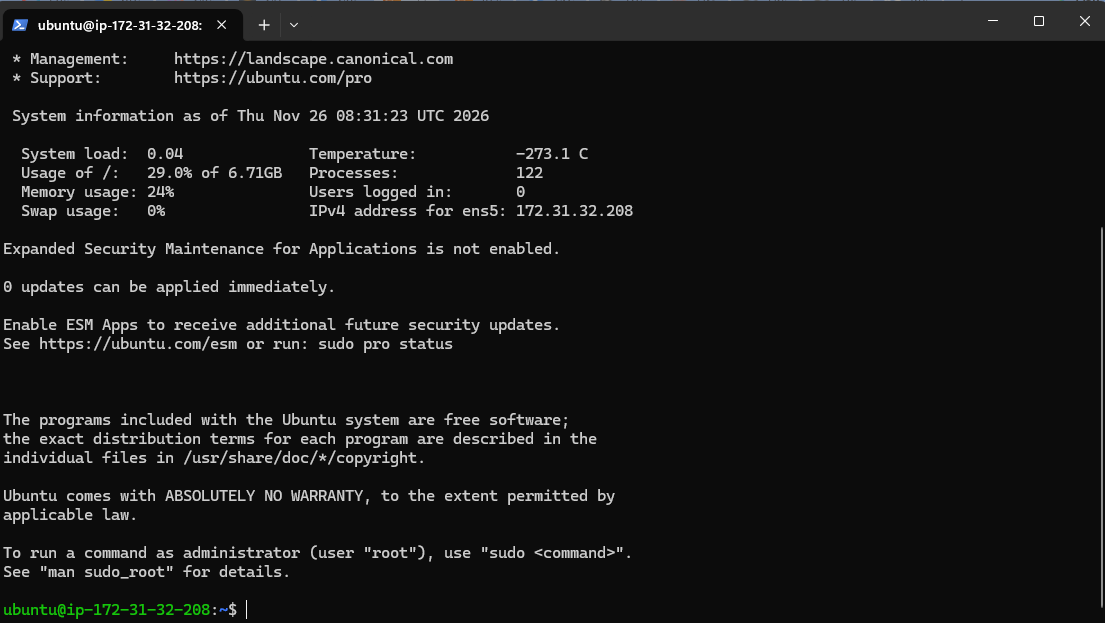 ubuntu@ip-172-31-32-208:
 * Management:     https://landscape.canonical.com
 * Support:        https://ubuntu.com/pro
 System information as of Thu Nov 26 08:31:23 UTC 2026
  System load:  0.04              Temperature:           -273.1 C
  Usage of /:   29.0% of 6.71GB   Processes:             122
  Memory usage: 24%               Users logged in:       0
  Swap usage:   0%                IPv4 address for ens5: 172.31.32.208
Expanded Security Maintenance for Applications is not enabled.
0 updates can be applied immediately.
Enable ESM Apps to receive additional future security updates.
See https://ubuntu.com/esm or run: sudo pro status
The programs included with the Ubuntu system are free software;
the exact distribution terms for each program are described in the
individual files in /usr/share/doc/*/copyright.
Ubuntu comes with ABSOLUTELY NO WARRANTY, to the extent permitted by
applicable law.
To run a command as administrator (user "root"), use "sudo <command>".
See "man sudo_root" for details.
ubuntu@ip-172-31-32-208:~$